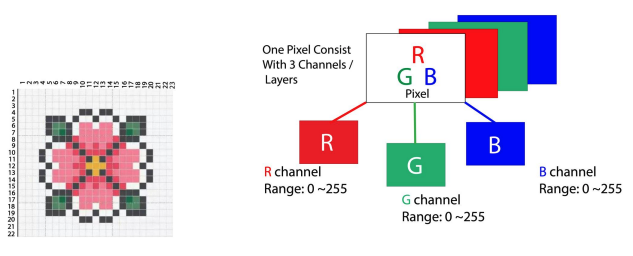 1 2 3 4 5 6 7 8 9 10 11 12 13 14 15 16 17 18 19 20 21 22 23
1
2
3
4
5
6
7
8
9
10
11
12
13
14
15
16
17
18
19
20
21
22
One Pixel Consist
With 3 Channels /
Layers
R
G B
Pixel
R
G
B
R channel
Range: 0 ~255
G channel
Range: 0 ~255
B channel
Range: 0 ~255